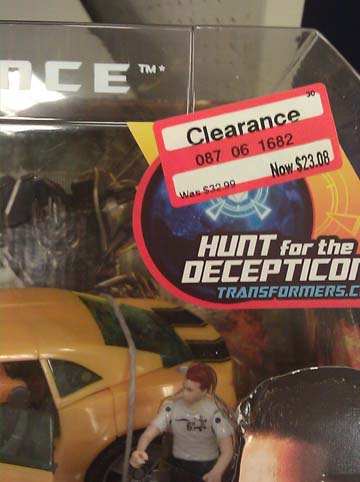 NCE™*
30
Clearance
087 06 1682
Was $32.99 Now $23.08
HUNT for the
DECEPTICON
TRANSFORMERS.C